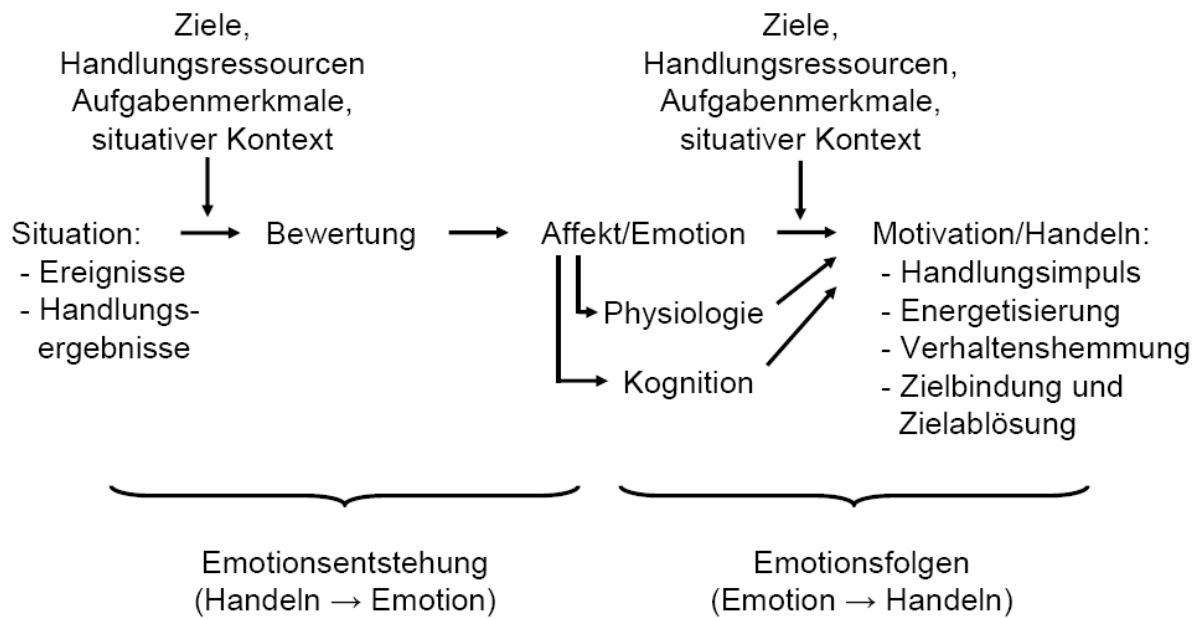 Ziele,
Handlungsressourcen
Aufgabenmerkmale,
situativer Kontext
Ziele,
Handlungsressourcen,
Aufgabenmerkmale,
situativer Kontext
Situation:
- Ereignisse
- Handlungs-
ergebnisse
Bewertung
Affekt/Emotion
Physiologie
Kognition
Motivation/Handeln:
- Handlungsimpuls
- Energetisierung
- Verhaltenshemmung
- Zielbindung und
Zielablösung
Emotionsentstehung
(Handeln → Emotion)
Emotionsfolgen
(Emotion → Handeln)